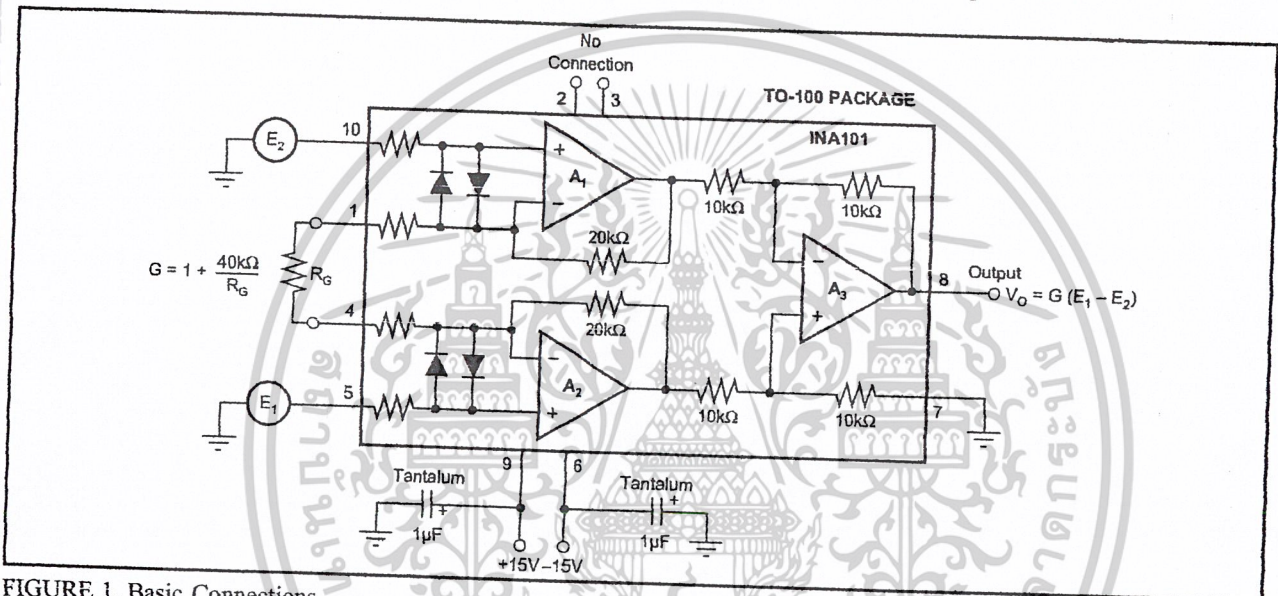 No
Connection
2 3
TO-100 PACKAGE
INA101
E2 10
+
A1
−
10kΩ
10kΩ
1
20kΩ
G = 1 + 40kΩ / RG
RG
−
A3
+
8
Output
VO = G (E1 − E2)
4
20kΩ
−
A2
+
E1 5
10kΩ
10kΩ
7
9 6
Tantalum
+
1µF
Tantalum
+
1µF
+15V −15V
FIGURE 1. Basic Connections